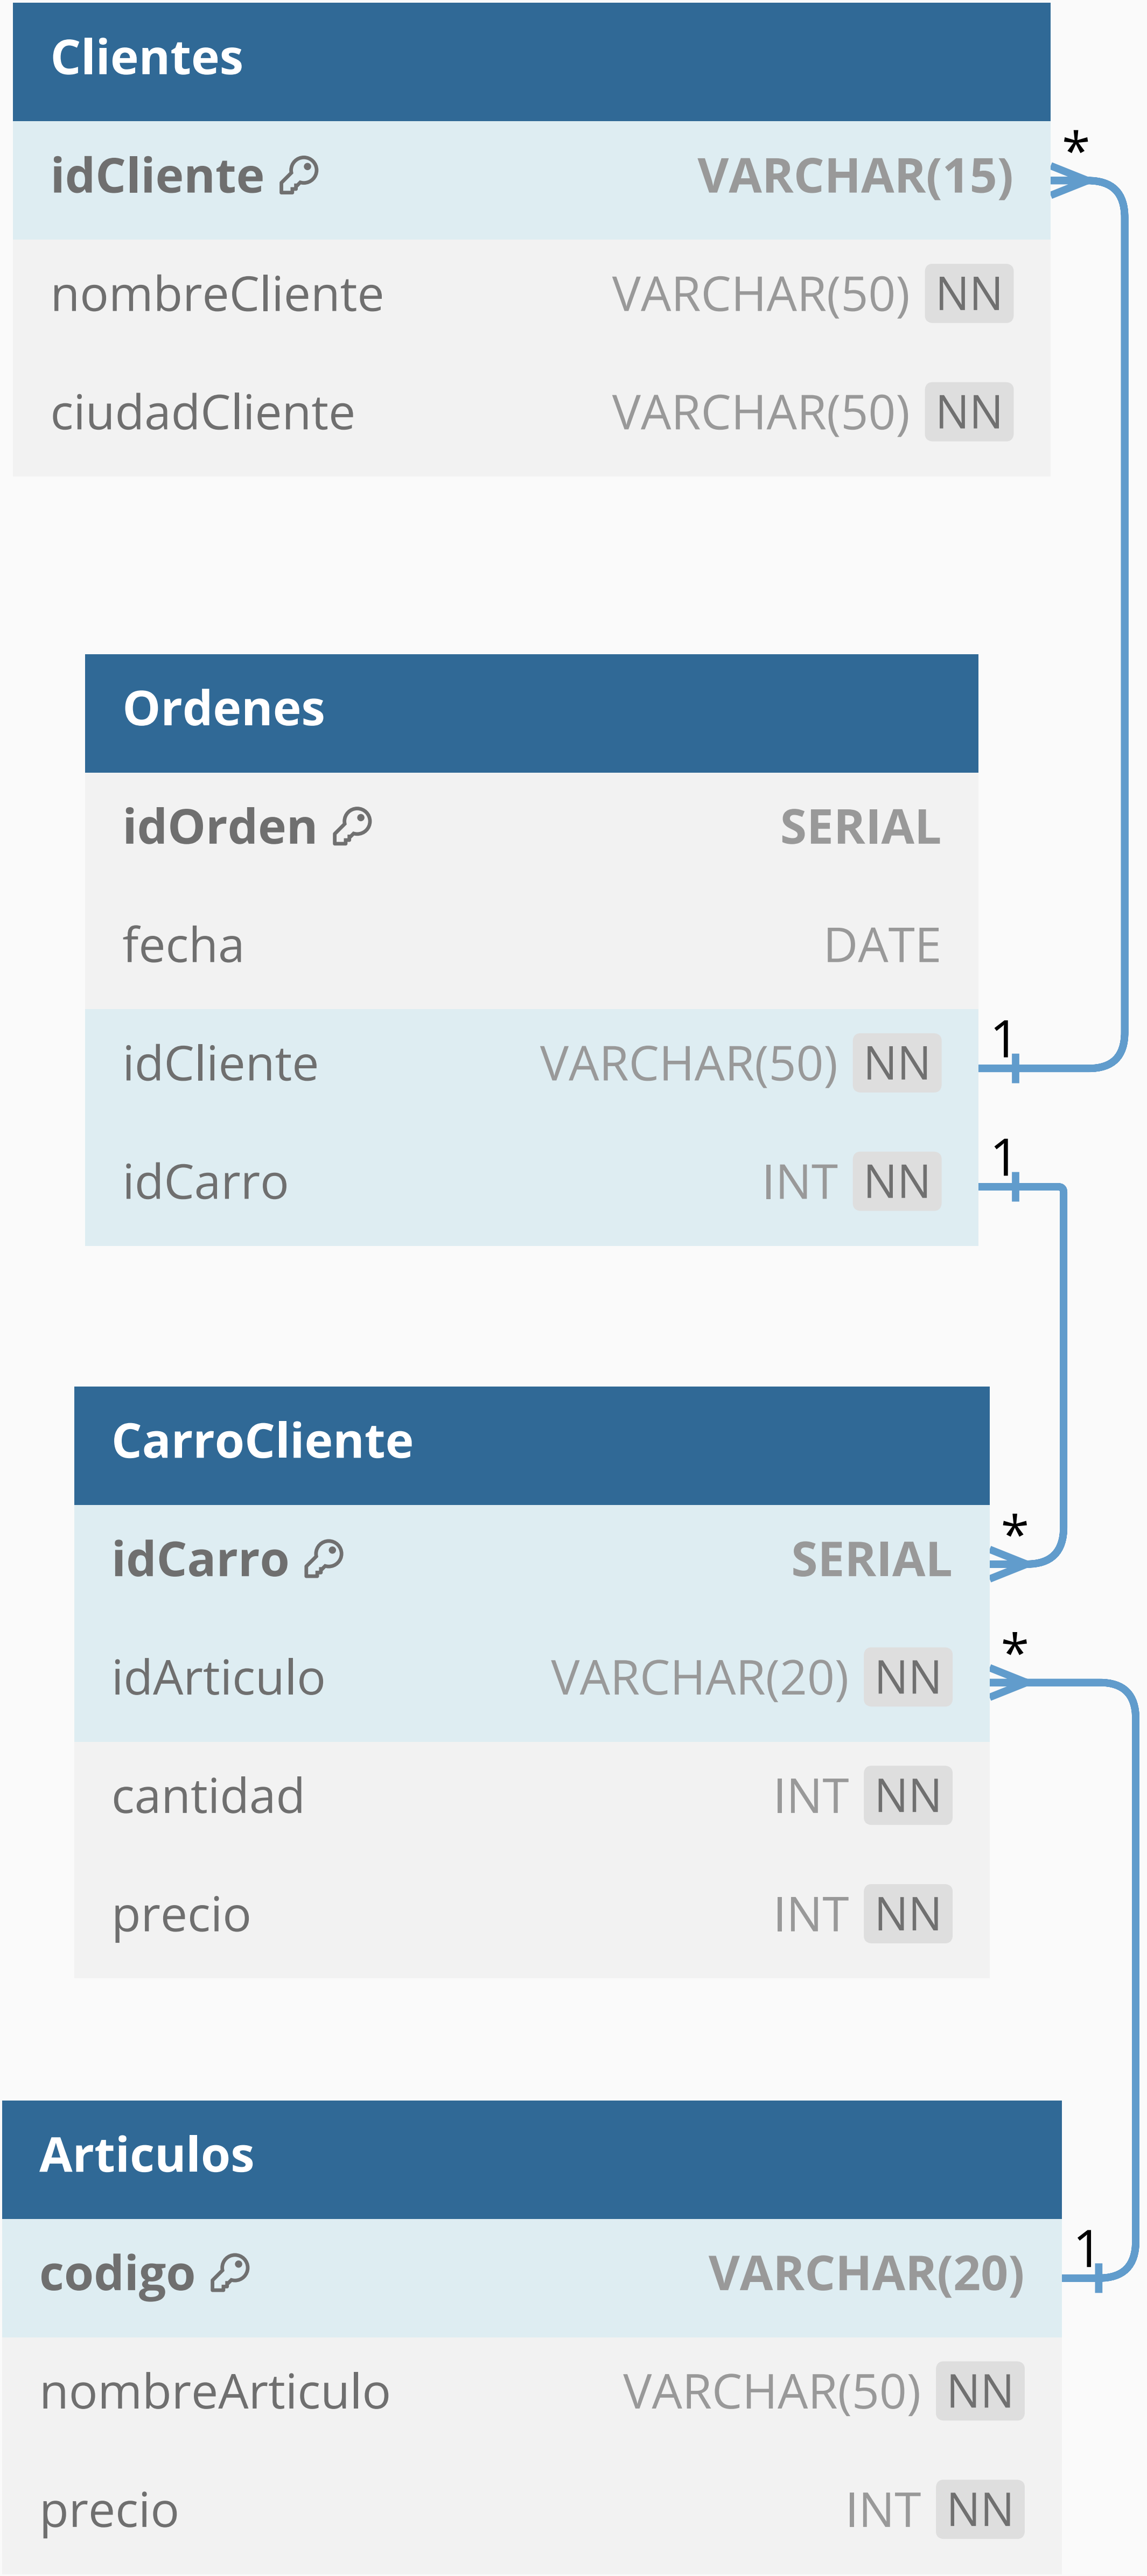 Clientes
*
idCliente VARCHAR(15)
nombreCliente VARCHAR(50) NN
ciudadCliente VARCHAR(50) NN
Ordenes
idOrden SERIAL
fecha DATE
1
idCliente VARCHAR(50) NN
1
idCarro INT NN
CarroCliente
*
idCarro SERIAL
*
idArticulo VARCHAR(20) NN
cantidad INT NN
precio INT NN
Articulos
1
codigo VARCHAR(20)
nombreArticulo VARCHAR(50) NN
precio INT NN